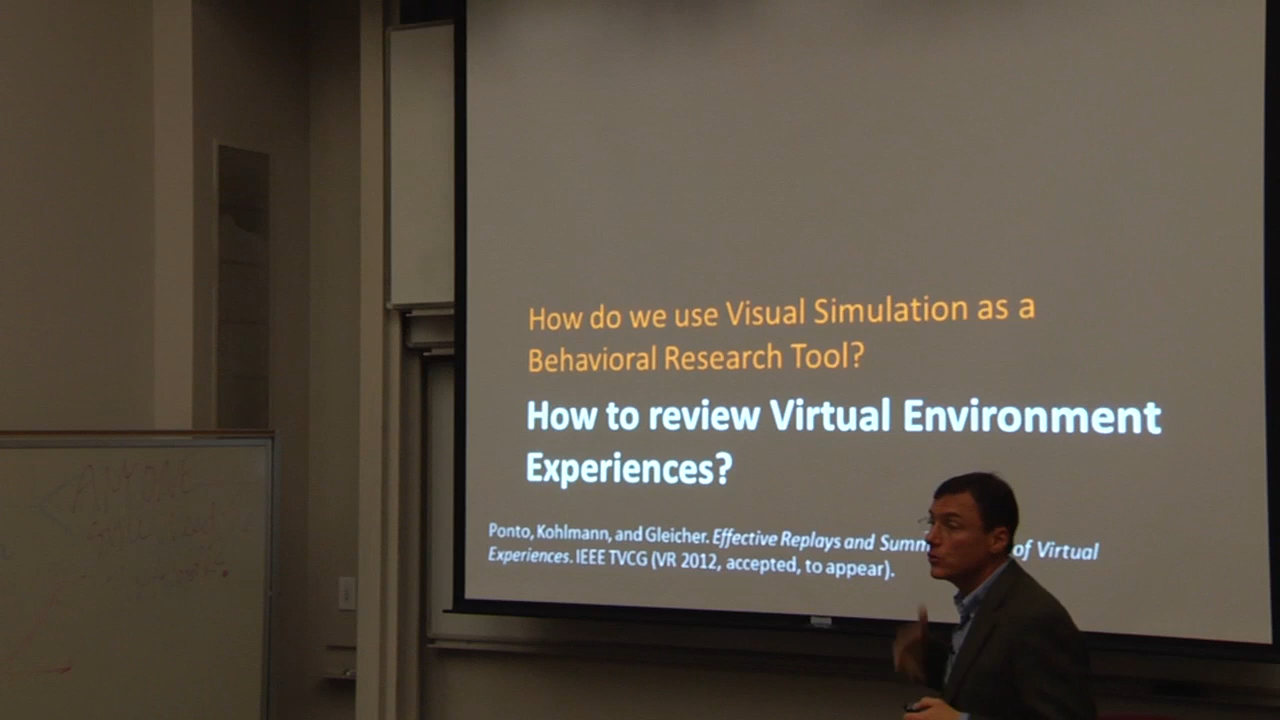 How do we use Visual Simulation as a
Behavioral Research Tool?
How to review Virtual Environment
Experiences?
Ponto, Kohlmann, and Gleicher. Effective Replays and of Virtual
Experiences. IEEE TVCG (VR 2012, accepted, to appear).